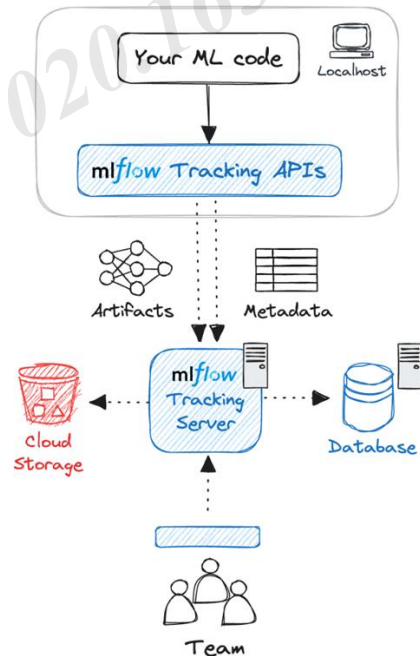 Your ML code
Localhost
mlflow Tracking APIs
Artifacts
Metadata
mlflow
Tracking
Server
Cloud
Storage
Database
Team